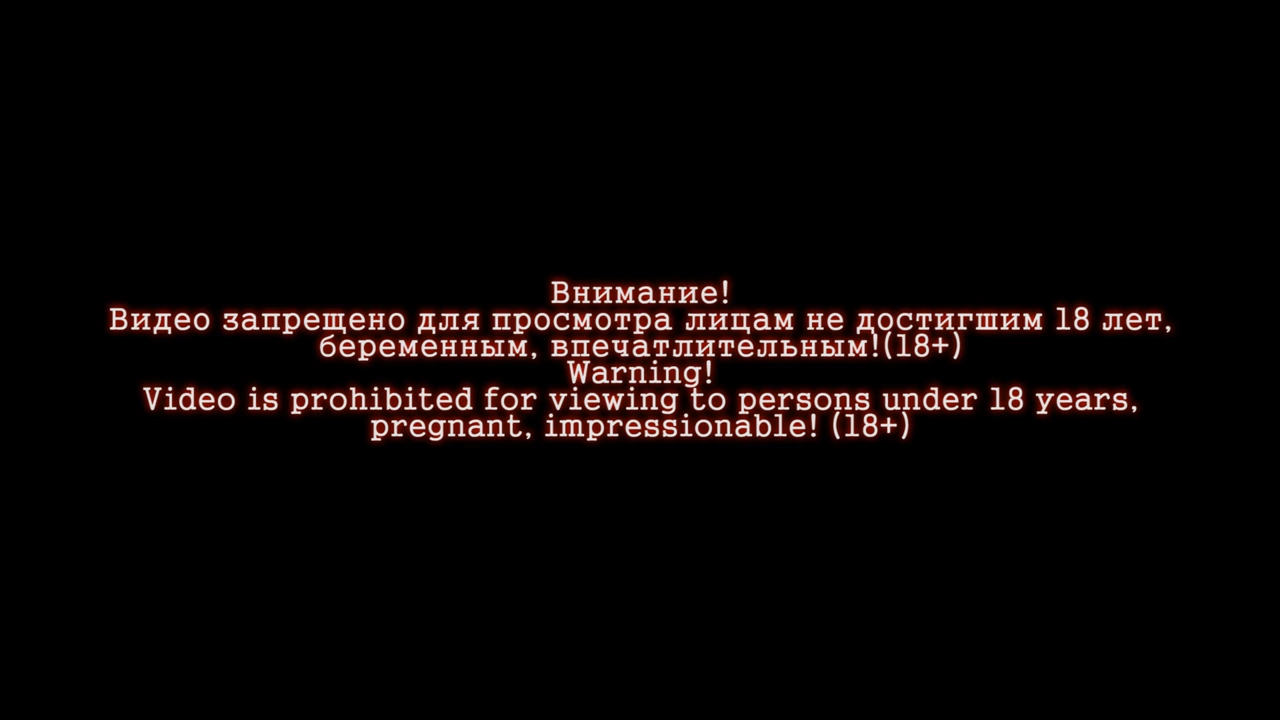 Внимание!
Видео запрещено для просмотра лицам не достигшим 18 лет,
беременным, впечатлительным!(18+)
Warning!
Video is prohibited for viewing to persons under 18 years,
pregnant, impressionable! (18+)